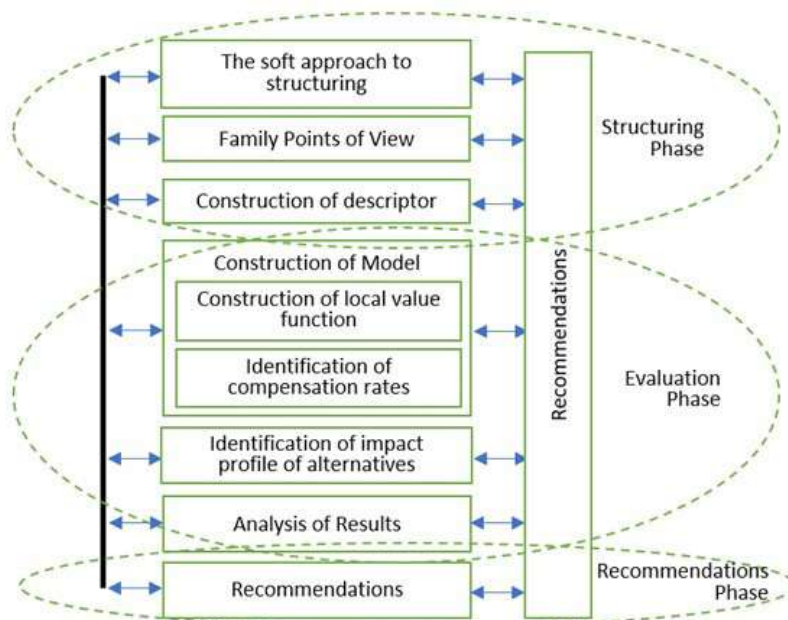 The soft approach to
structuring
Family Points of View
Structuring
Phase
Construction of descriptor
Construction of Model
Construction of local value
function
Identification of
compensation rates
Recommendations
Evaluation
Phase
Identification of impact
profile of alternatives
Analysis of Results
Recommendations
Recommendations
Phase